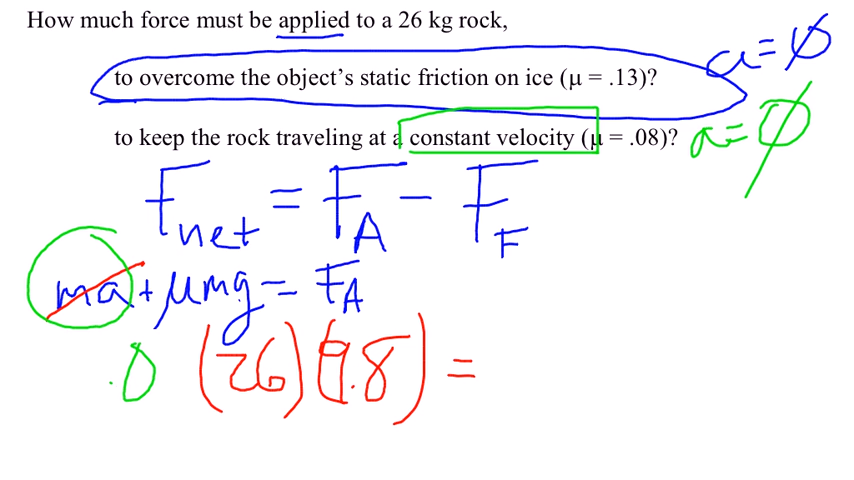 How much force must be applied to a 26 kg rock,
to overcome the object's static friction on ice (μ = .13)? a=ϕ
to keep the rock traveling at a constant velocity (μ = .08)? a=ϕ
Fnet = FA - FF
ma + μmg = FA
.0 (26)(9.8) =